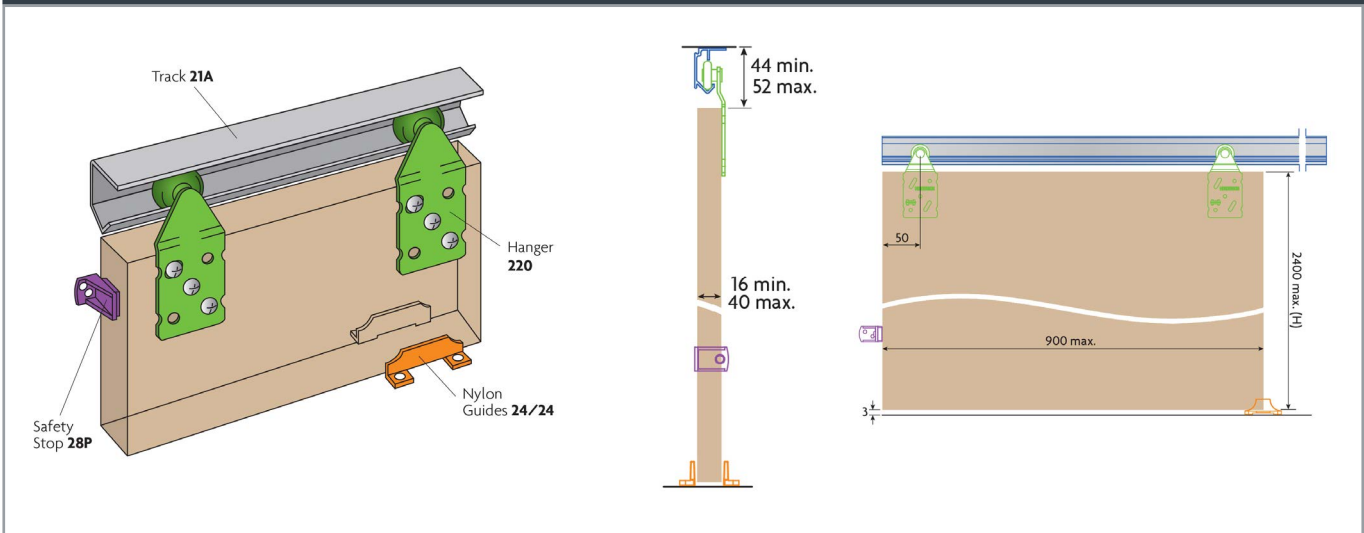 Track 21A
Hanger
220
Nylon
Guides 24/24
Safety
Stop 28P
44 min.
52 max.
16 min.
40 max.
50
900 max.
2400 max. (H)
3